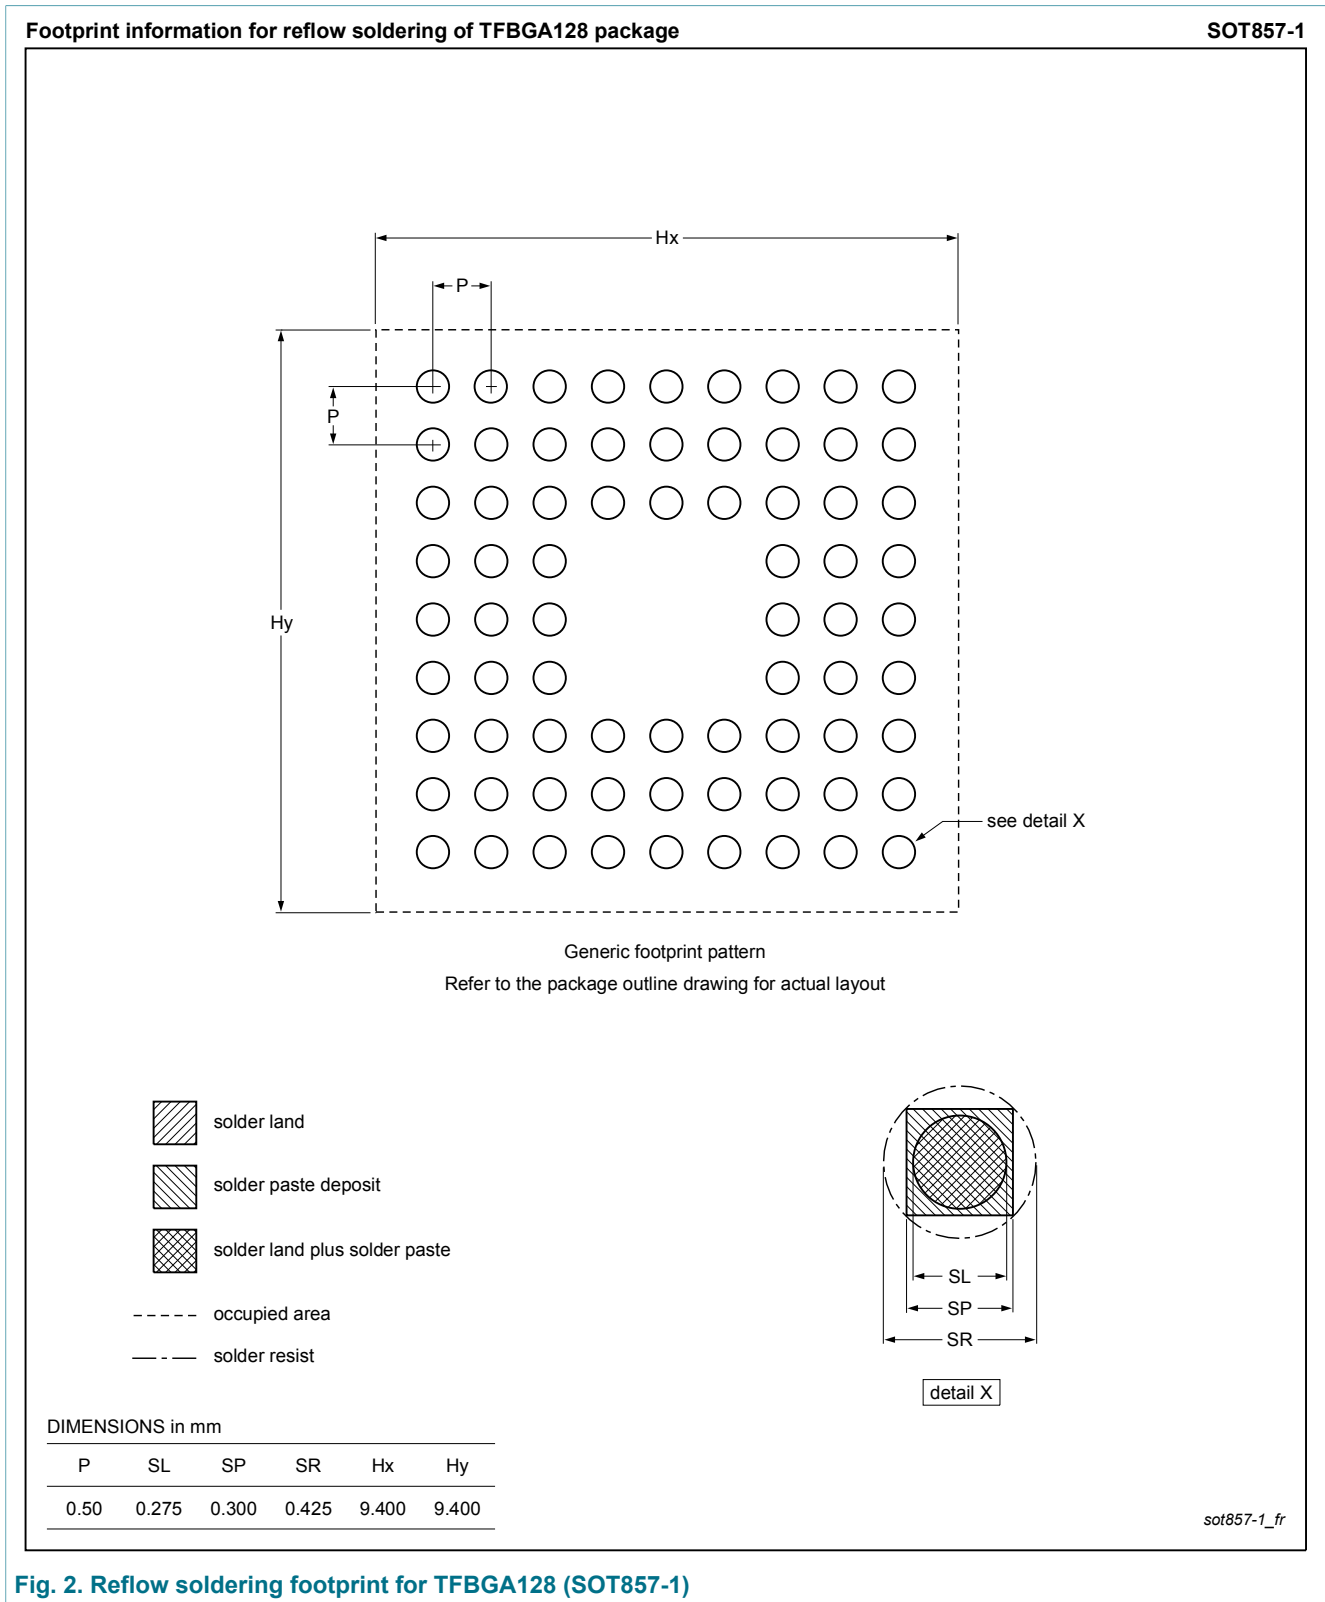 Footprint information for reflow soldering of TFBGA128 package SOT857-1
Hx
P
P
Hy
see detail X
Generic footprint pattern
Refer to the package outline drawing for actual layout
solder land
solder paste deposit
solder land plus solder paste
occupied area
solder resist
SL
SP
SR
detail X
DIMENSIONS in mm
P SL SP SR Hx Hy
0.50 0.275 0.300 0.425 9.400 9.400
sot857-1_fr
Fig. 2. Reflow soldering footprint for TFBGA128 (SOT857-1)